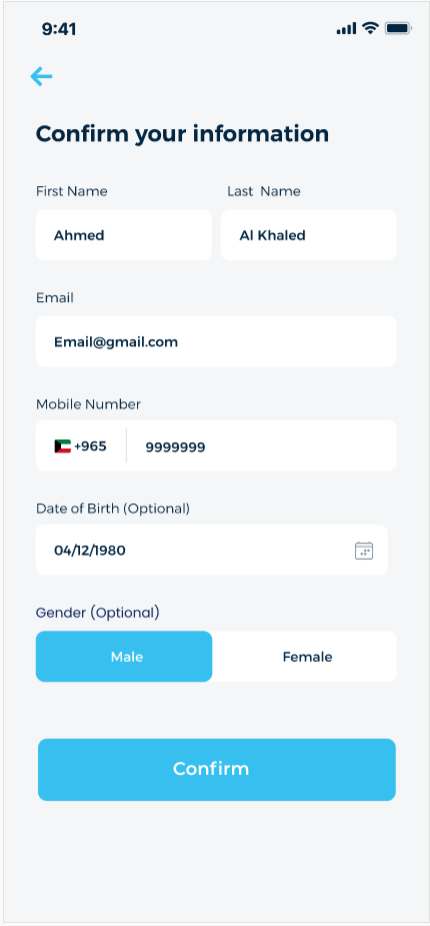 9:41
Confirm your information
First Name Last Name
Ahmed Al Khaled
Email
Email@gmail.com
Mobile Number
+965 9999999
Date of Birth (Optional)
04/12/1980
Gender (Optional)
Male Female
Confirm